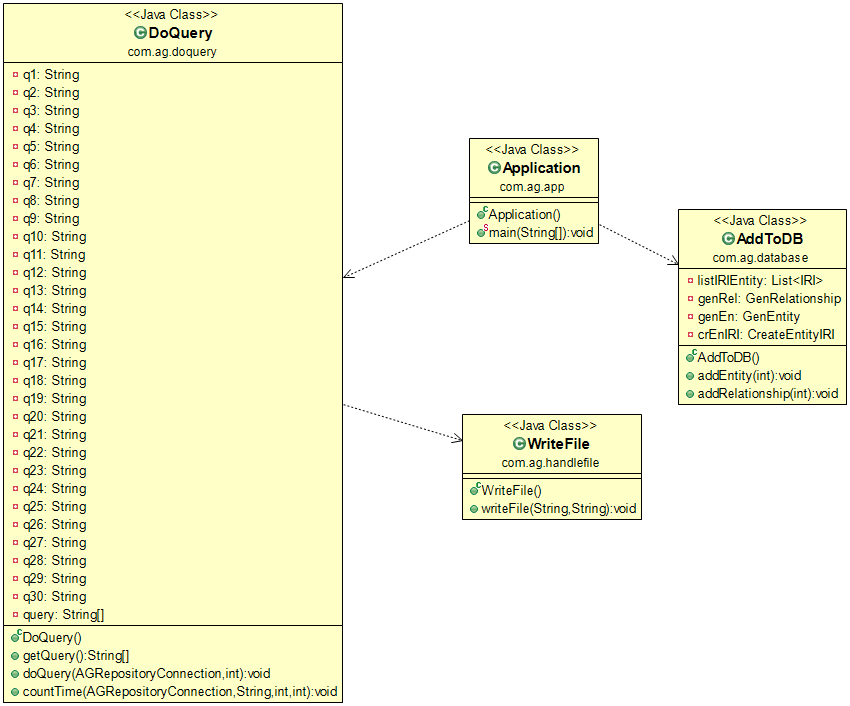 <<Java Class>>
DoQuery
com.ag.doquery
q1: String
q2: String
q3: String
q4: String
q5: String
q6: String
q7: String
q8: String
q9: String
q10: String
q11: String
q12: String
q13: String
q14: String
q15: String
q16: String
q17: String
q18: String
q19: String
q20: String
q21: String
q22: String
q23: String
q24: String
q25: String
q26: String
q27: String
q28: String
q29: String
q30: String
query: String[]
DoQuery()
getQuery():String[]
doQuery(AGRepositoryConnection,int):void
countTime(AGRepositoryConnection,String,int,int):void
<<Java Class>>
Application
com.ag.app
Application()
main(String[]):void
<<Java Class>>
AddToDB
com.ag.database
listIRIEntity: List<IRI>
genRel: GenRelationship
genEn: GenEntity
crEnIRI: CreateEntityIRI
AddToDB()
addEntity(int):void
addRelationship(int):void
<<Java Class>>
WriteFile
com.ag.handlefile
WriteFile()
writeFile(String,String):void